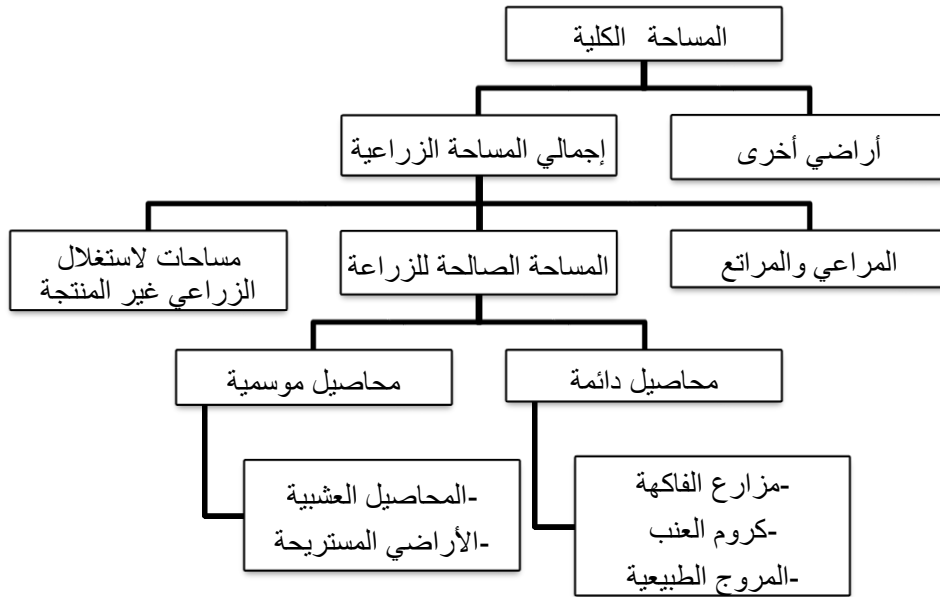 المساحة الكلية
أراضي أخرى
إجمالي المساحة الزراعية
المراعي والمراتع
المساحة الصالحة للزراعة
مساحات لاستغلال
الزراعي غير المنتجة
محاصيل دائمة
محاصيل موسمية
-مزارع الفاكهة
-كروم العنب
-المروج الطبيعية
-المحاصيل العشبية
-الأراضي المستريحة